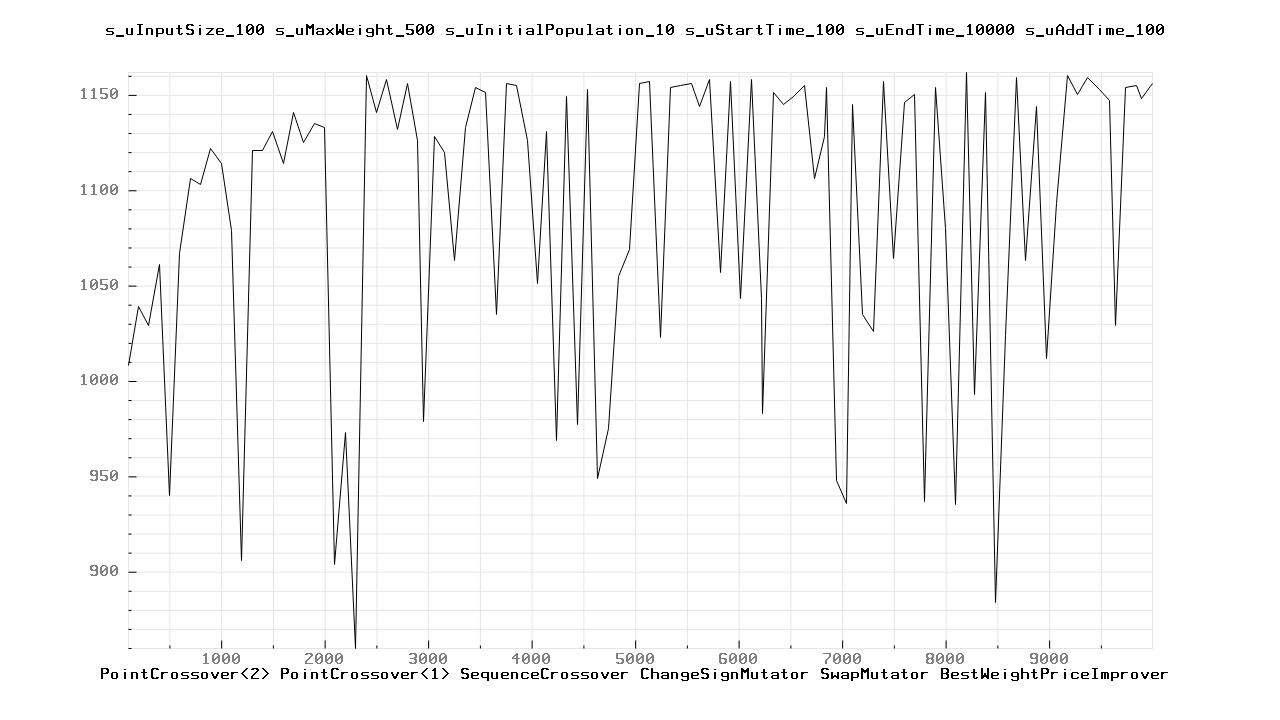 s_uInputSize_100 s_uMaxWeight_500 s_uInitialPopulation_10 s_uStartTime_100 s_uEndTime_10000 s_uAddTime_100
1150
1100
1050
1000
950
900
1000 2000 3000 4000 5000 6000 7000 8000 9000
PointCrossover<2> PointCrossover<1> SequenceCrossover ChangeSignMutator SwapMutator BestWeightPriceImprover